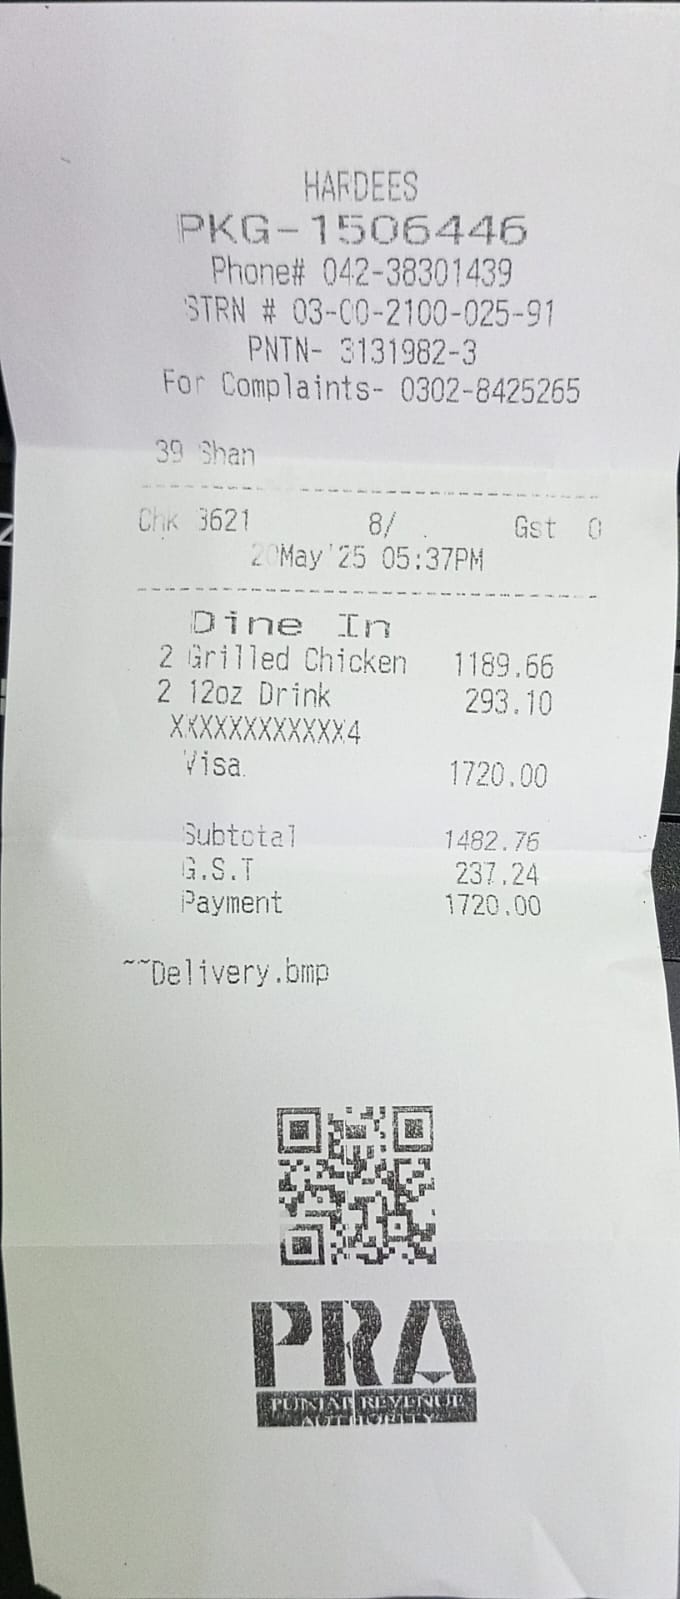 HARDEES
PKG-1506446
Phone# 042-38301439
STRN # 03-00-2100-025-91
PNTN- 3131982-3
For Complaints- 0302-8425265
39 Shan
Chk 3621 8/ . Gst 0
20May'25 05:37PM
Dine In
2 Grilled Chicken 1189.66
2 12oz Drink 293.10
XXXXXXXXXXXX4
Visa 1720.00
Subtotal 1482.76
G.S.T 237.24
Payment 1720.00
~~Delivery.bmp
PRA
PUNJAB REVENUE
AUTHORITY